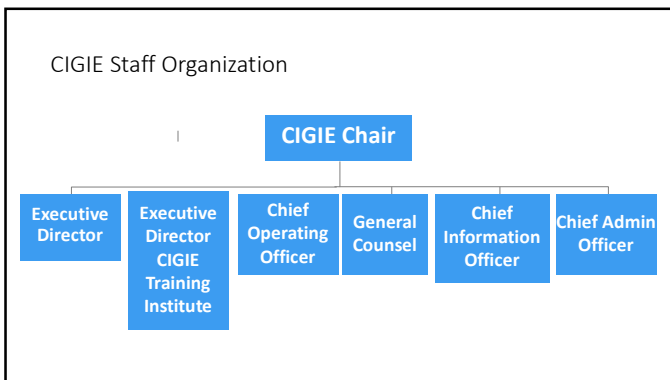 CIGIE Staff Organization
CIGIE Chair
Executive
Director
Executive
Director
CIGIE
Training
Institute
Chief
Operating
Officer
General
Counsel
Chief
Information
Officer
Chief Admin
Officer